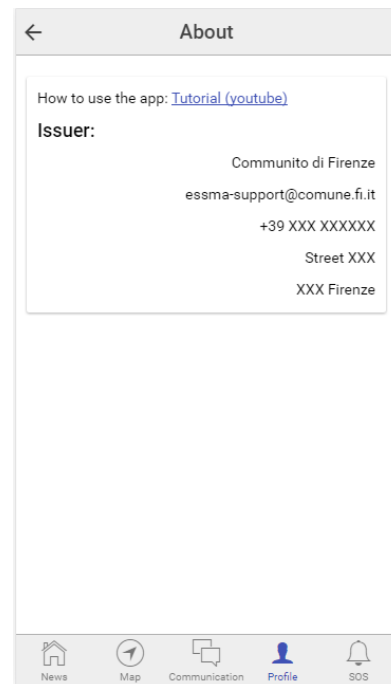 About
How to use the app: Tutorial (youtube)
Issuer:
Communito di Firenze
essma-support@comune.fi.it
+39 XXX XXXXXX
Street XXX
XXX Firenze
News Map Communication Profile SOS